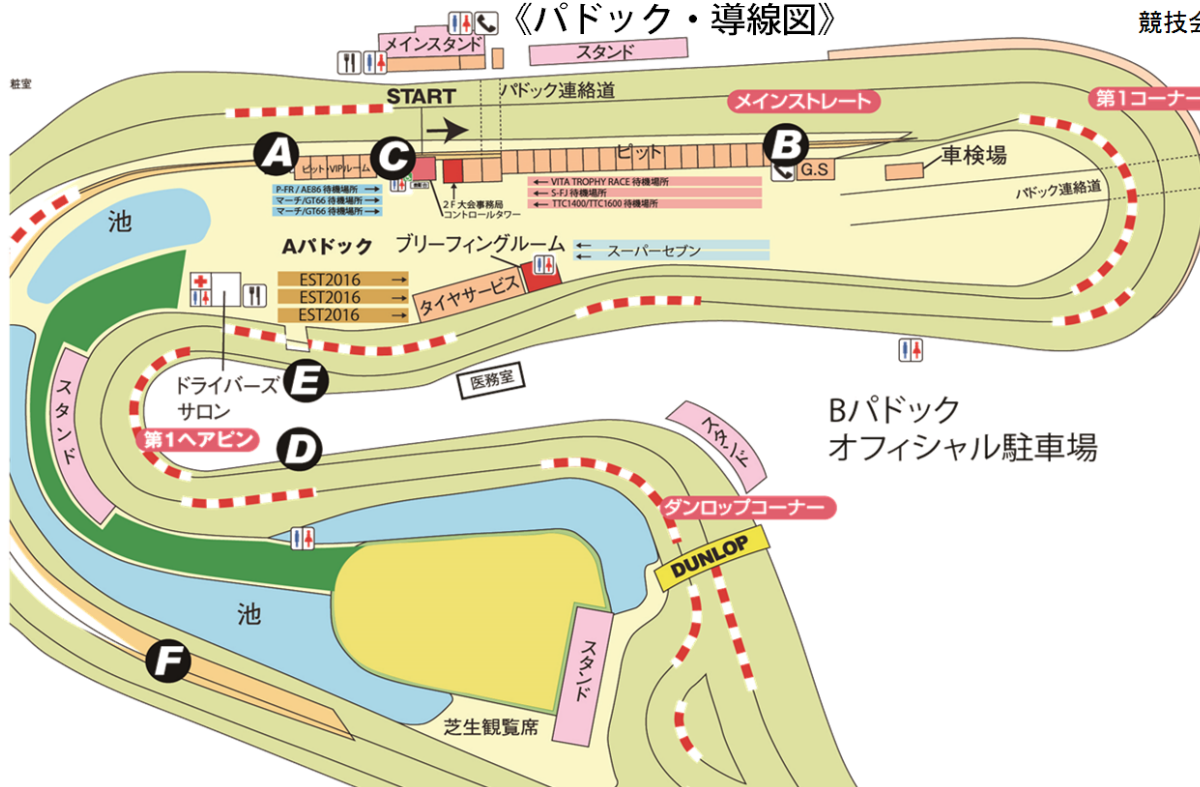 《パドック・導線図》
競技会
メインスタンド
スタンド
粧室
START
パドック連絡道
メインストレート
第1コーナー
A
C
B
ピット・VIPルーム
ピット
G.S
車検場
パドック連絡道
P-FR / AE86 待機場所
マーチ/GT66 待機場所
マーチ/GT66 待機場所
2F大会事務局
コントロールタワー
VITA TROPHY RACE 待機場所
S-FJ 待機場所
TTC1400/TTC1600 待機場所
池
Aパドック
ブリーフィングルーム
スーパーセブン
EST2016
EST2016
EST2016
タイヤサービス
ドライバーズ
サロン
E
医務室
スタンド
第1ヘアピン
D
スタンド
Bパドック
オフィシャル駐車場
ダンロップコーナー
DUNLOP
池
F
スタンド
芝生観覧席